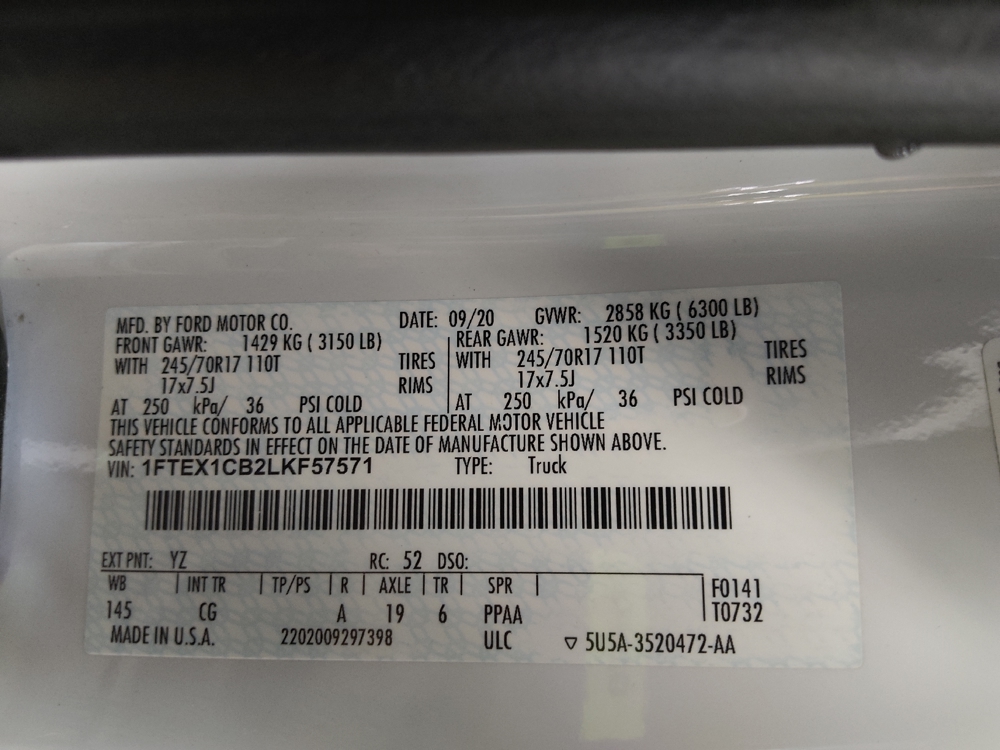 MFD. BY FORD MOTOR CO. DATE: 09/20 GVWR: 2858 KG ( 6300 LB)
FRONT GAWR: 1429 KG ( 3150 LB) REAR GAWR: 1520 KG ( 3350 LB)
WITH 245/70R17 110T TIRES WITH 245/70R17 110T TIRES
17x7.5J RIMS 17x7.5J RIMS
AT 250 kPa/ 36 PSI COLD AT 250 kPa/ 36 PSI COLD
THIS VEHICLE CONFORMS TO ALL APPLICABLE FEDERAL MOTOR VEHICLE
SAFETY STANDARDS IN EFFECT ON THE DATE OF MANUFACTURE SHOWN ABOVE.
VIN: 1FTEX1CB2LKF57571 TYPE: Truck
EXT PNT: YZ RC: 52 DSO:
WB INT TR TP/PS R AXLE TR SPR F0141
145 CG A 19 6 PPAA T0732
MADE IN U.S.A. 2202009297398 ULC ▽ 5U5A-3520472-AA